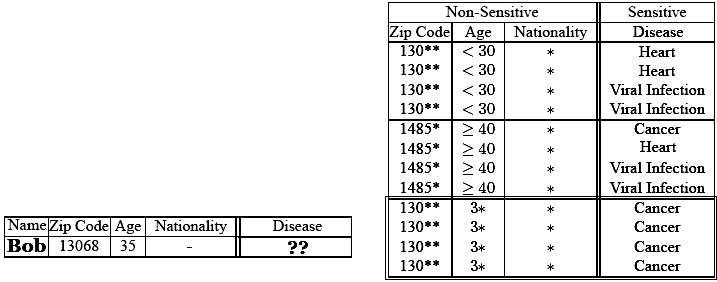 Name Zip Code Age Nationality Disease
Bob 13068 35 - ??
Non-Sensitive Sensitive
Zip Code Age Nationality Disease
130** < 30 * Heart
130** < 30 * Heart
130** < 30 * Viral Infection
130** < 30 * Viral Infection
1485* ≥ 40 * Cancer
1485* ≥ 40 * Heart
1485* ≥ 40 * Viral Infection
1485* ≥ 40 * Viral Infection
130** 3* * Cancer
130** 3* * Cancer
130** 3* * Cancer
130** 3* * Cancer